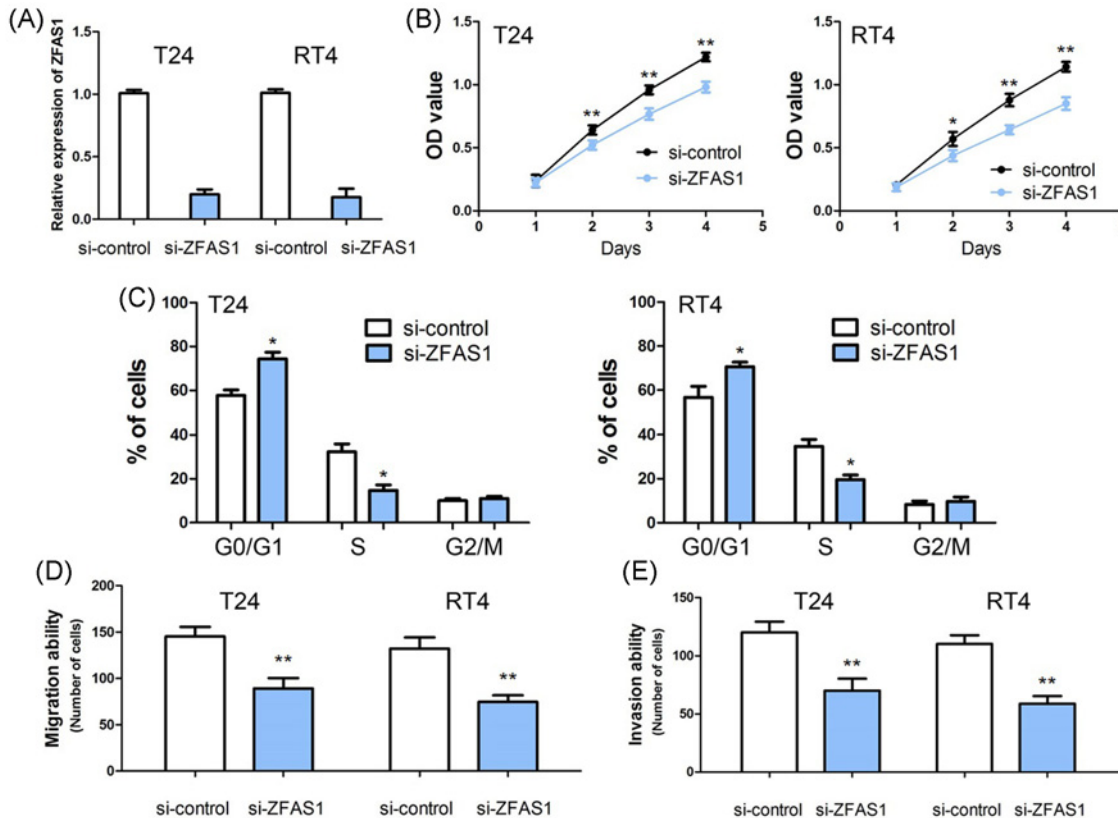 (A)
Relative expression of ZFAS1
1.5
1.0
0.5
0.0
T24
RT4
si-control
si-ZFAS1
si-control
si-ZFAS1
(B)
T24
OD value
1.5
1.0
0.5
0.0
**
**
**
si-control
si-ZFAS1
0
1
2
3
4
5
Days
RT4
OD value
1.5
1.0
0.5
0.0
*
**
**
si-control
si-ZFAS1
0
1
2
3
4
Days
(C)
T24
% of cells
100
80
60
40
20
0
*
*
si-control
si-ZFAS1
G0/G1
S
G2/M
RT4
% of cells
100
80
60
40
20
0
*
*
si-control
si-ZFAS1
G0/G1
S
G2/M
(D)
Migration ability
(Number of cells)
200
150
100
50
0
T24
RT4
**
**
si-control
si-ZFAS1
si-control
si-ZFAS1
(E)
Invasion ability
(Number of cells)
150
100
50
0
T24
RT4
**
**
si-control
si-ZFAS1
si-control
si-ZFAS1